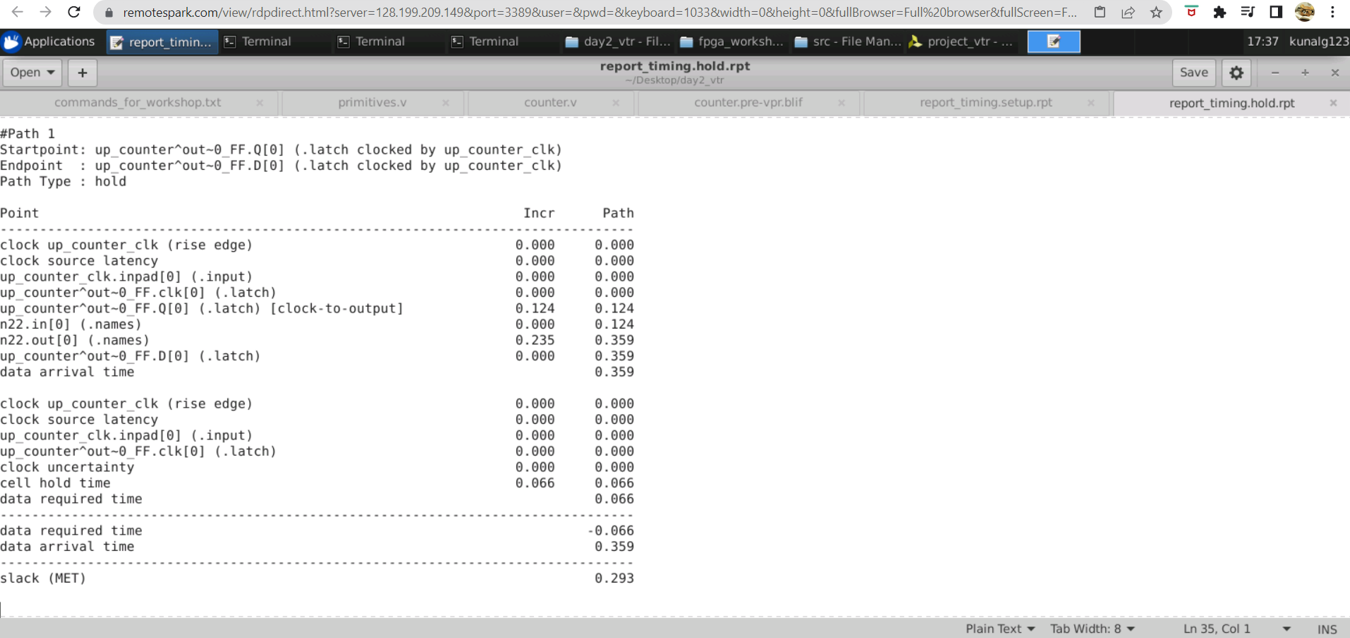 remotespark.com/view/rdpdirect.html?server=128.199.209.149&port=3389&user=&pwd=&keyboard=1033&width=0&height=0&fullBrowser=Full%20browser&fullScreen=F...
Applications report_timin... Terminal Terminal Terminal day2_vtr - Fil... fpga_worksh... src - File Man... project_vtr - ... 17:37 kunalg123
Open + report_timing.hold.rpt Save - + ×
~/Desktop/day2_vtr
commands_for_workshop.txt × primitives.v × counter.v × counter.pre-vpr.blif × report_timing.setup.rpt × report_timing.hold.rpt ×
#Path 1
Startpoint: up_counter^out~0_FF.Q[0] (.latch clocked by up_counter_clk)
Endpoint  : up_counter^out~0_FF.D[0] (.latch clocked by up_counter_clk)
Path Type : hold
Point Incr Path
--------------------------------------------------------------------------------
clock up_counter_clk (rise edge) 0.000 0.000
clock source latency 0.000 0.000
up_counter_clk.inpad[0] (.input) 0.000 0.000
up_counter^out~0_FF.clk[0] (.latch) 0.000 0.000
up_counter^out~0_FF.Q[0] (.latch) [clock-to-output] 0.124 0.124
n22.in[0] (.names) 0.000 0.124
n22.out[0] (.names) 0.235 0.359
up_counter^out~0_FF.D[0] (.latch) 0.000 0.359
data arrival time 0.359
clock up_counter_clk (rise edge) 0.000 0.000
clock source latency 0.000 0.000
up_counter_clk.inpad[0] (.input) 0.000 0.000
up_counter^out~0_FF.clk[0] (.latch) 0.000 0.000
clock uncertainty 0.000 0.000
cell hold time 0.066 0.066
data required time 0.066
--------------------------------------------------------------------------------
data required time -0.066
data arrival time 0.359
--------------------------------------------------------------------------------
slack (MET) 0.293
Plain Text Tab Width: 8 Ln 35, Col 1 INS